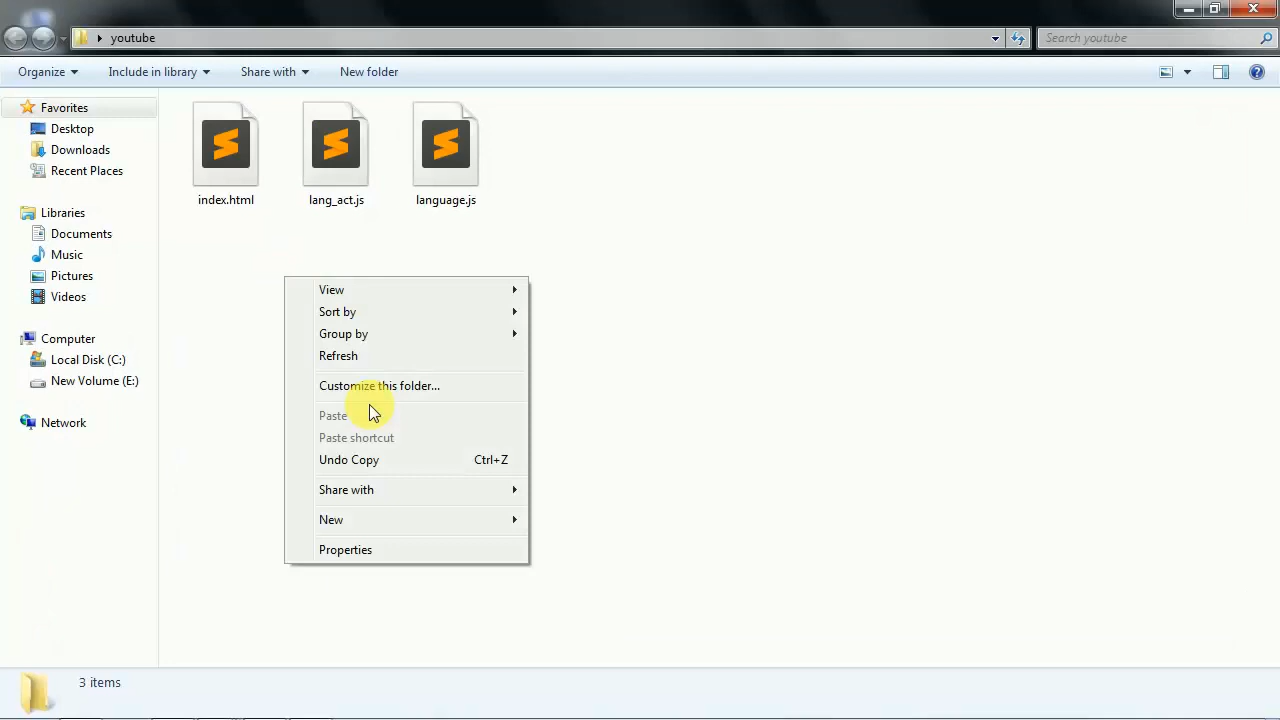 youtube
Search youtube
Organize
Include in library
Share with
New folder
Favorites
Desktop
Downloads
Recent Places
Libraries
Documents
Music
Pictures
Videos
Computer
Local Disk (C:)
New Volume (E:)
Network
index.html
lang_act.js
language.js
View
Sort by
Group by
Refresh
Customize this folder...
Paste
Paste shortcut
Undo Copy Ctrl+Z
Share with
New
Properties
3 items